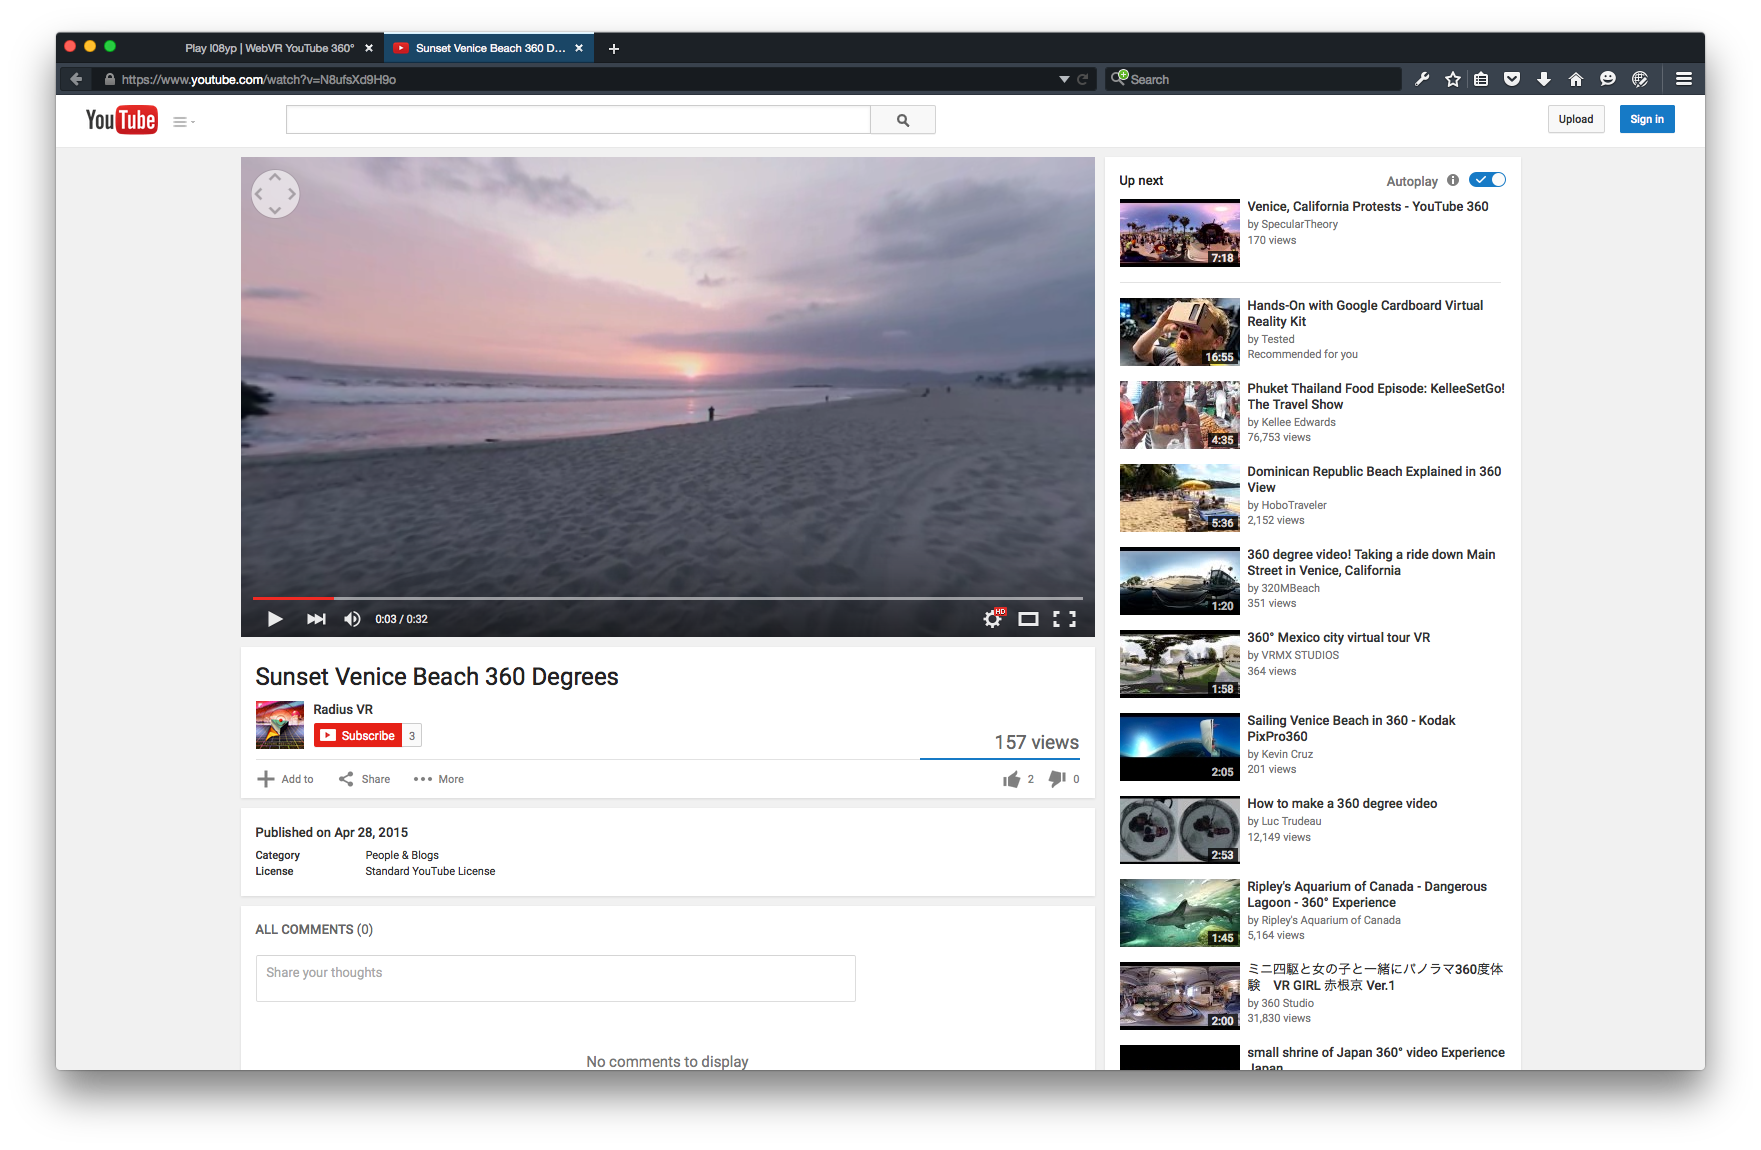 Play I08yp | WebVR YouTube 360° ×
Sunset Venice Beach 360 D... ×
https://www.youtube.com/watch?v=N8ufsXd9H9o
Search
YouTube
Upload
Sign in
0:03 / 0:32
HD
Sunset Venice Beach 360 Degrees
Radius VR
Subscribe 3
157 views
Add to Share More
2 0
Published on Apr 28, 2015
Category People & Blogs
License Standard YouTube License
ALL COMMENTS (0)
Share your thoughts
No comments to display
Up next
Autoplay
Venice, California Protests - YouTube 360
by SpecularTheory
170 views
7:18
Hands-On with Google Cardboard Virtual
Reality Kit
by Tested
Recommended for you
16:55
Phuket Thailand Food Episode: KelleeSetGo!
The Travel Show
by Kellee Edwards
76,753 views
4:35
Dominican Republic Beach Explained in 360
View
by HoboTraveler
2,152 views
5:36
360 degree video! Taking a ride down Main
Street in Venice, California
by 320MBeach
351 views
1:20
360° Mexico city virtual tour VR
by VRMX STUDIOS
364 views
1:58
Sailing Venice Beach in 360 - Kodak
PixPro360
by Kevin Cruz
201 views
2:05
How to make a 360 degree video
by Luc Trudeau
12,149 views
2:53
Ripley's Aquarium of Canada - Dangerous
Lagoon - 360° Experience
by Ripley's Aquarium of Canada
5,164 views
1:45
ミニ四駆と女の子と一緒にパノラマ360度体
験　VR GIRL 赤根京 Ver.1
by 360 Studio
31,830 views
2:00
small shrine of Japan 360° video Experience
Japan